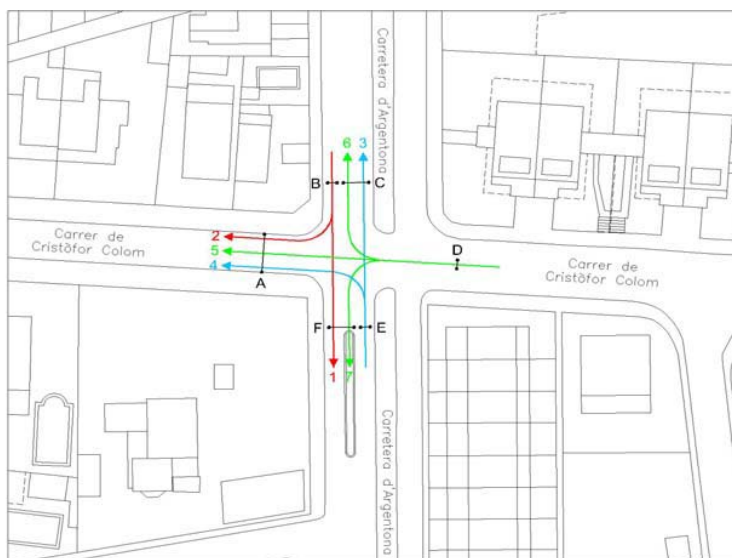 Carretera d'Argentona
6
3
B
C
Carrer de
Cristòfor Colom
2
5
4
A
D
Carrer de
Cristòfor Colom
F
E
1
7
Carretera d'Argentona